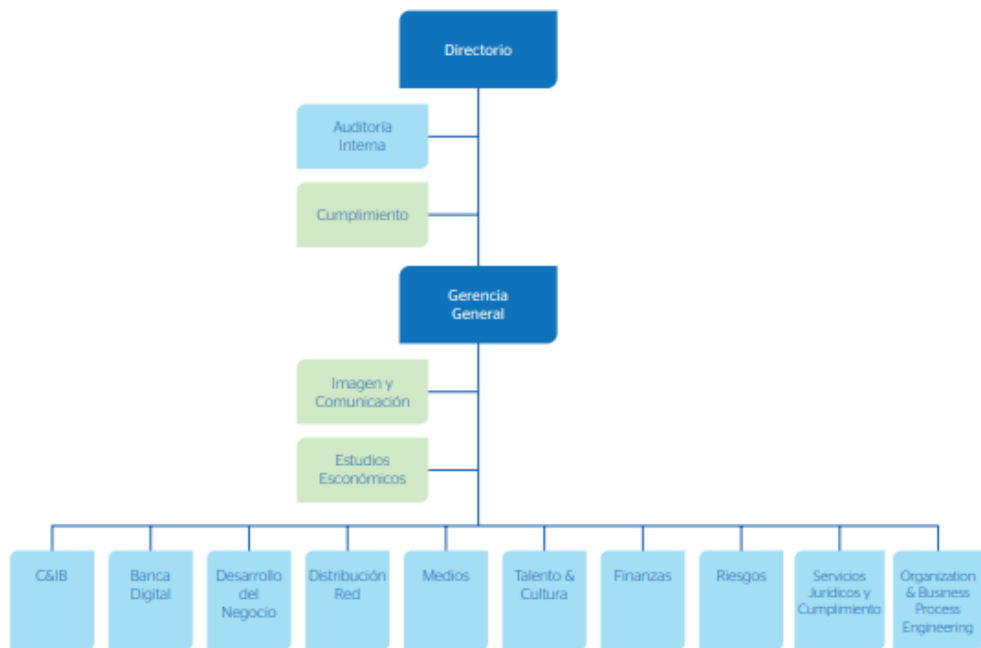 Directorio
Auditoría
Interna
Cumplimiento
Gerencia
General
Imagen y
Comunicación
Estudios
Esconómicos
C&IB
Banca
Digital
Desarrollo
del
Negocio
Distribución
Red
Medios
Talento &
Cultura
Finanzas
Riesgos
Servicios
Jurídicos y
Cumplimiento
Organization
& Business
Process
Engineering